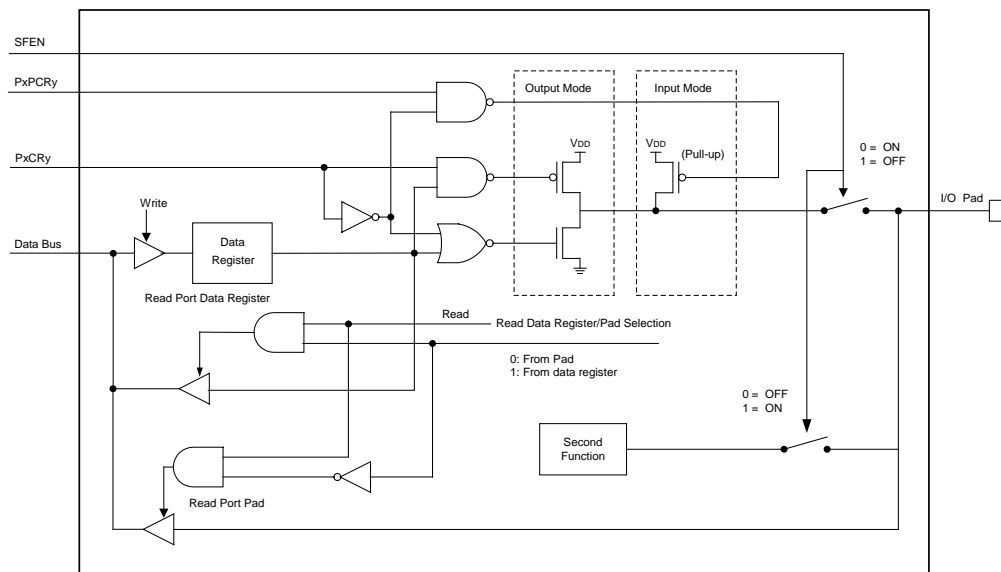 SFEN
PxPCRy
Output Mode
Input Mode
VDD
VDD
(Pull-up)
0 = ON
1 = OFF
PxCRy
I/O Pad
Write
Data Bus
Data
Register
Read Port Data Register
Read
Read Data Register/Pad Selection
0: From Pad
1: From data register
0 = OFF
1 = ON
Second
Function
Read Port Pad